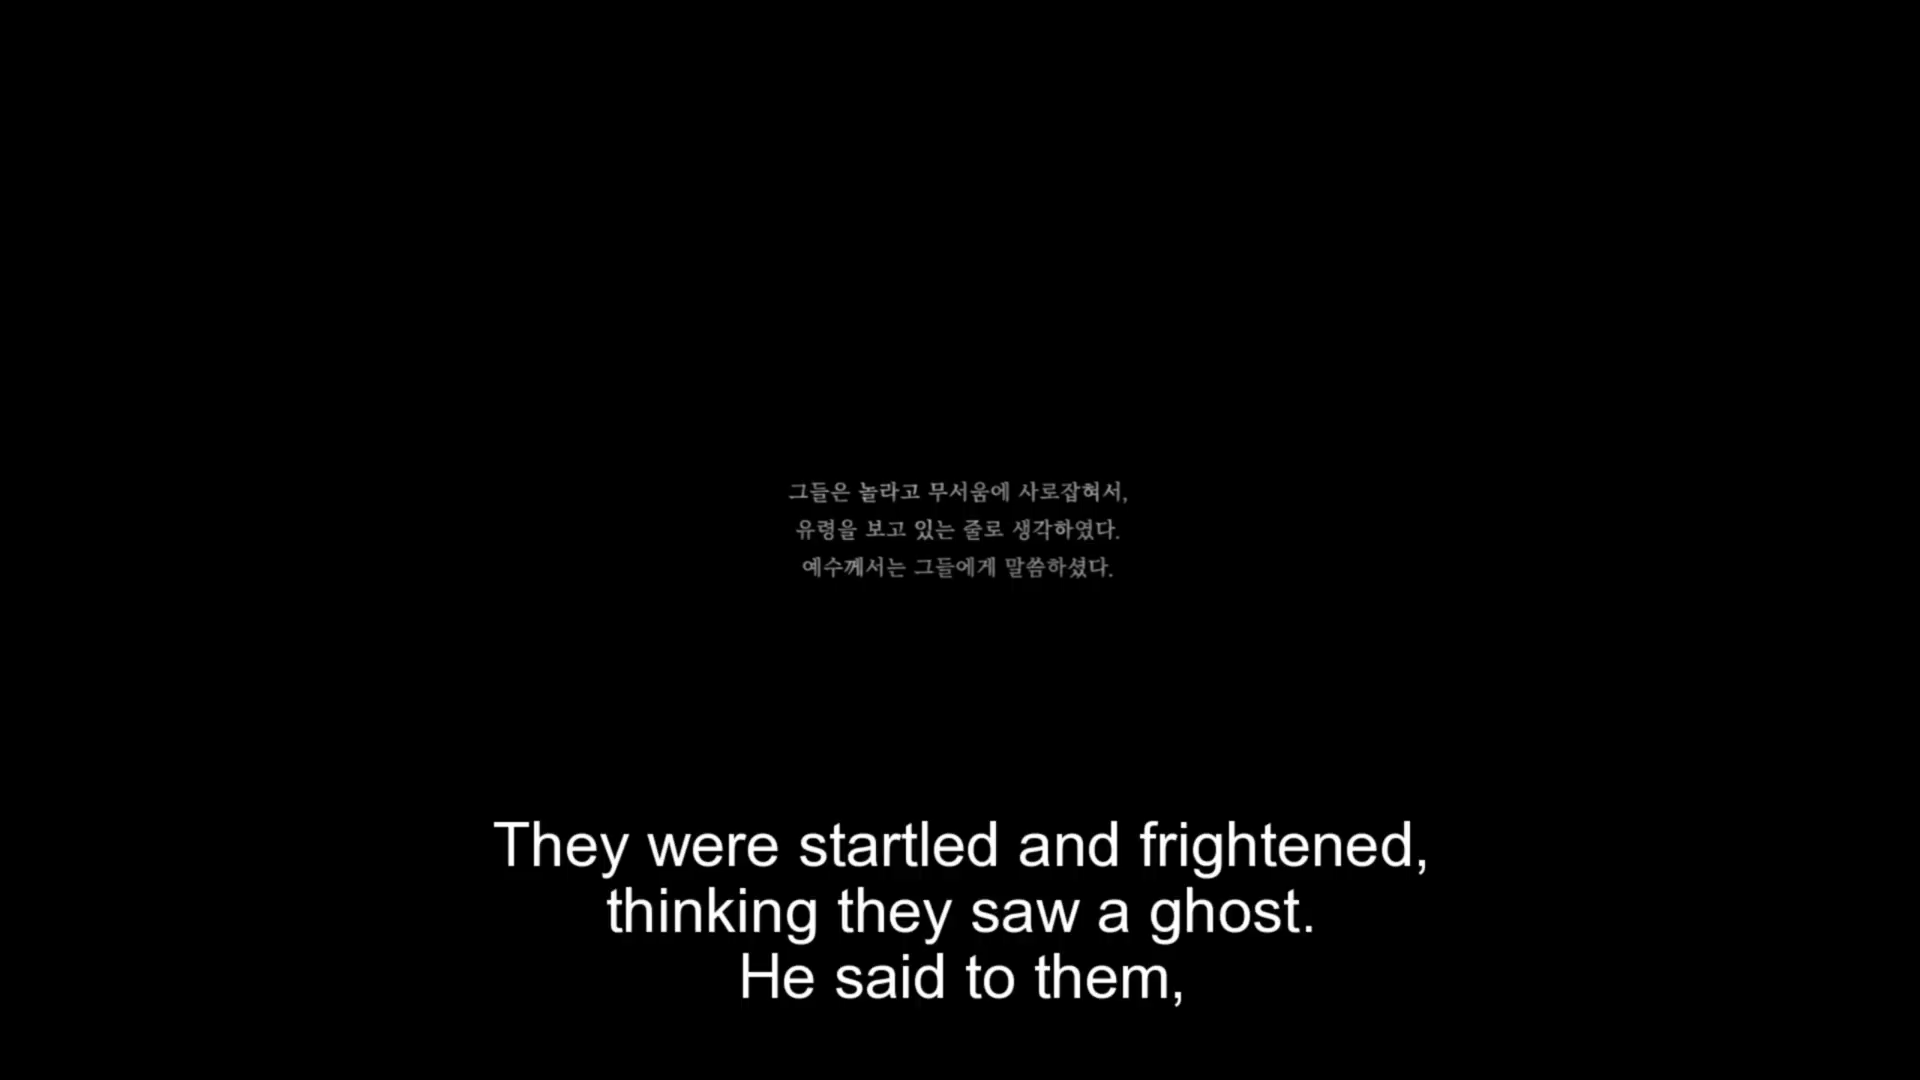 그들은 놀라고 무서움에 사로잡혀서,
유령을 보고 있는 줄로 생각하였다.
예수께서는 그들에게 말씀하셨다.
They were startled and frightened,
thinking they saw a ghost.
He said to them,